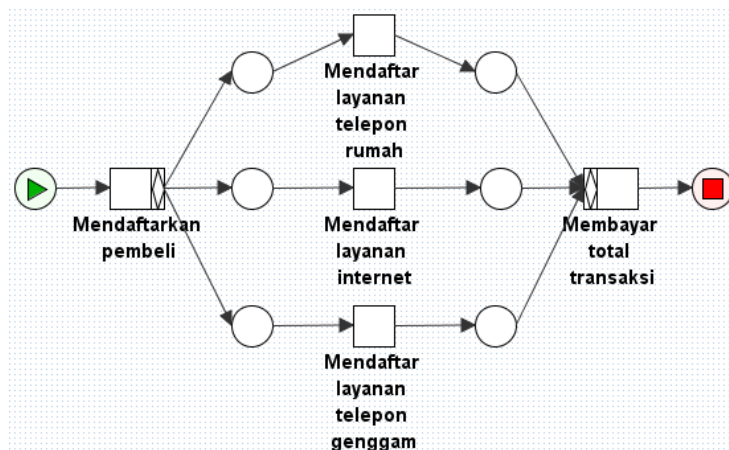 Mendaftar
layanan
telepon
rumah
Mendaftarkan
pembeli
Mendaftar
layanan
internet
Membayar
total
transaksi
Mendaftar
layanan
telepon
genggam